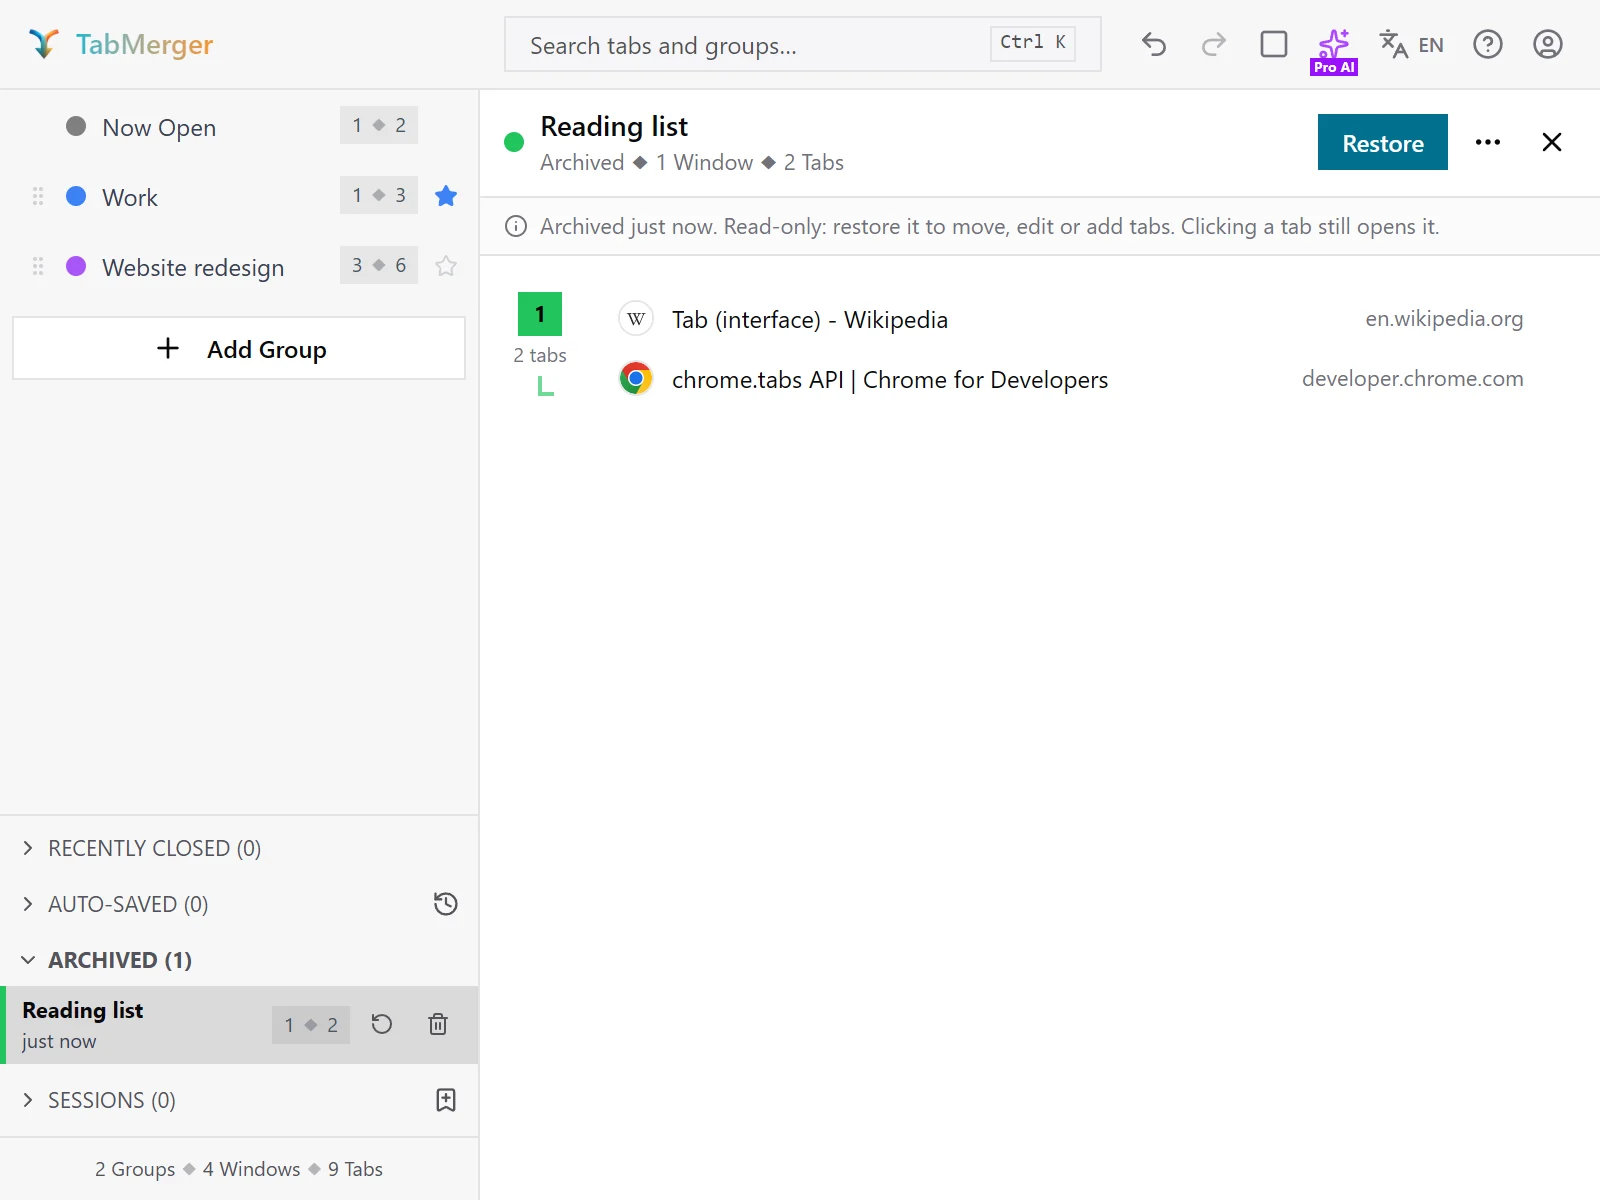 TabMerger
Search tabs and groups...
Ctrl K
Pro AI
EN
Now Open
1 ◆ 2
Work
1 ◆ 3
Website redesign
3 ◆ 6
Add Group
RECENTLY CLOSED (0)
AUTO-SAVED (0)
ARCHIVED (1)
Reading list
just now
1 ◆ 2
SESSIONS (0)
2 Groups ◆ 4 Windows ◆ 9 Tabs
Reading list
Archived ◆ 1 Window ◆ 2 Tabs
Restore
Archived just now. Read-only: restore it to move, edit or add tabs. Clicking a tab still opens it.
1
2 tabs
W
Tab (interface) - Wikipedia
en.wikipedia.org
chrome.tabs API | Chrome for Developers
developer.chrome.com